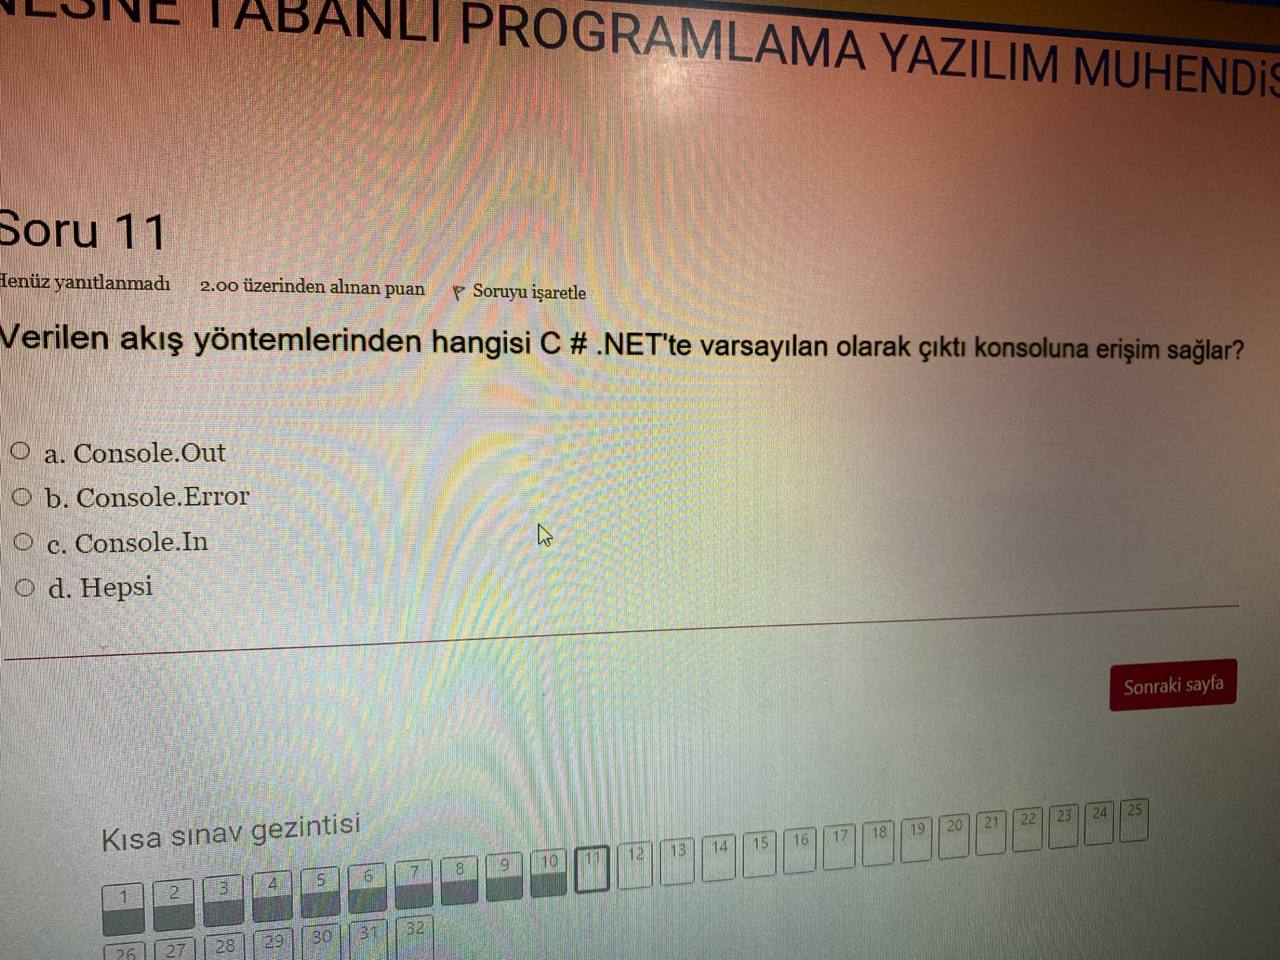 NESNE TABANLI PROGRAMLAMA YAZILIM MUHENDİS
Soru 11
Henüz yanıtlanmadı 2.00 üzerinden alınan puan Soruyu işaretle
Verilen akış yöntemlerinden hangisi C # .NET'te varsayılan olarak çıktı konsoluna erişim sağlar?
a. Console.Out
b. Console.Error
c. Console.In
d. Hepsi
Sonraki sayfa
Kısa sınav gezintisi
1 2 3 4 5 6 7 8 9 10 11 12 13 14 15 16 17 18 19 20 21 22 23 24 25
26 27 28 29 30 31 32